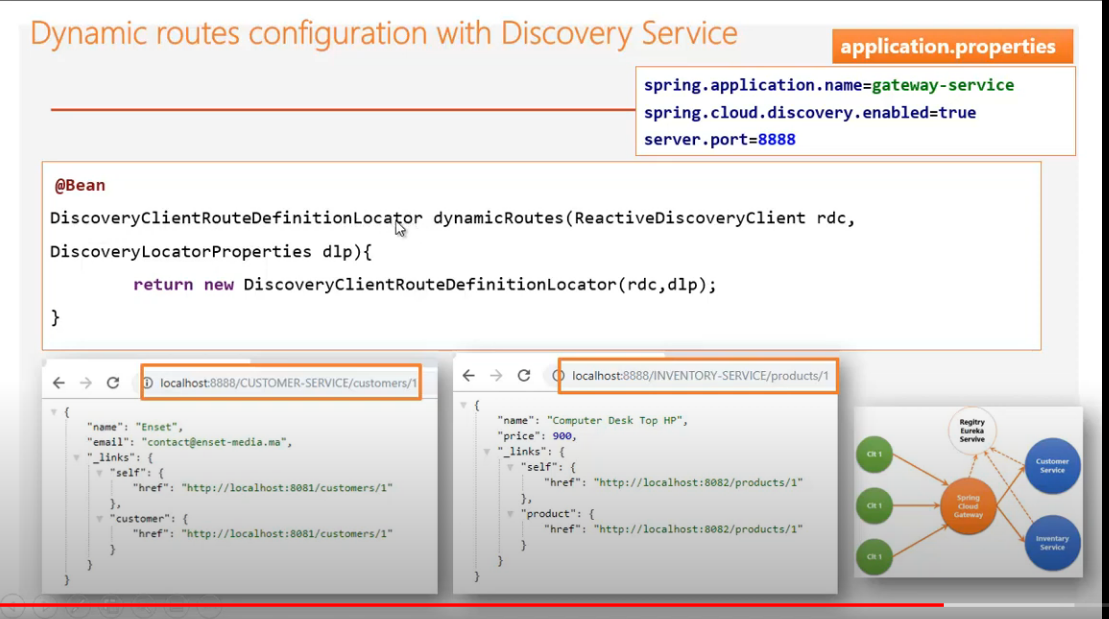 Dynamic routes configuration with Discovery Service
application.properties
spring.application.name=gateway-service
spring.cloud.discovery.enabled=true
server.port=8888
@Bean
DiscoveryClientRouteDefinitionLocator dynamicRoutes(ReactiveDiscoveryClient rdc,
DiscoveryLocatorProperties dlp){
return new DiscoveryClientRouteDefinitionLocator(rdc,dlp);
}
localhost:8888/CUSTOMER-SERVICE/customers/1
{
"name": "Enset",
"email": "contact@enset-media.ma",
"_links": {
"self": {
"href": "http://localhost:8081/customers/1"
},
"customer": {
"href": "http://localhost:8081/customers/1"
}
}
}
localhost:8888/INVENTORY-SERVICE/products/1
{
"name": "Computer Desk Top HP",
"price": 900,
"_links": {
"self": {
"href": "http://localhost:8082/products/1"
},
"product": {
"href": "http://localhost:8082/products/1"
}
}
}
Regitry
Eureka
Servive
Clt 1
Clt 1
Clt 1
Spring
Cloud
Gateway
Customer
Service
Inventary
Service